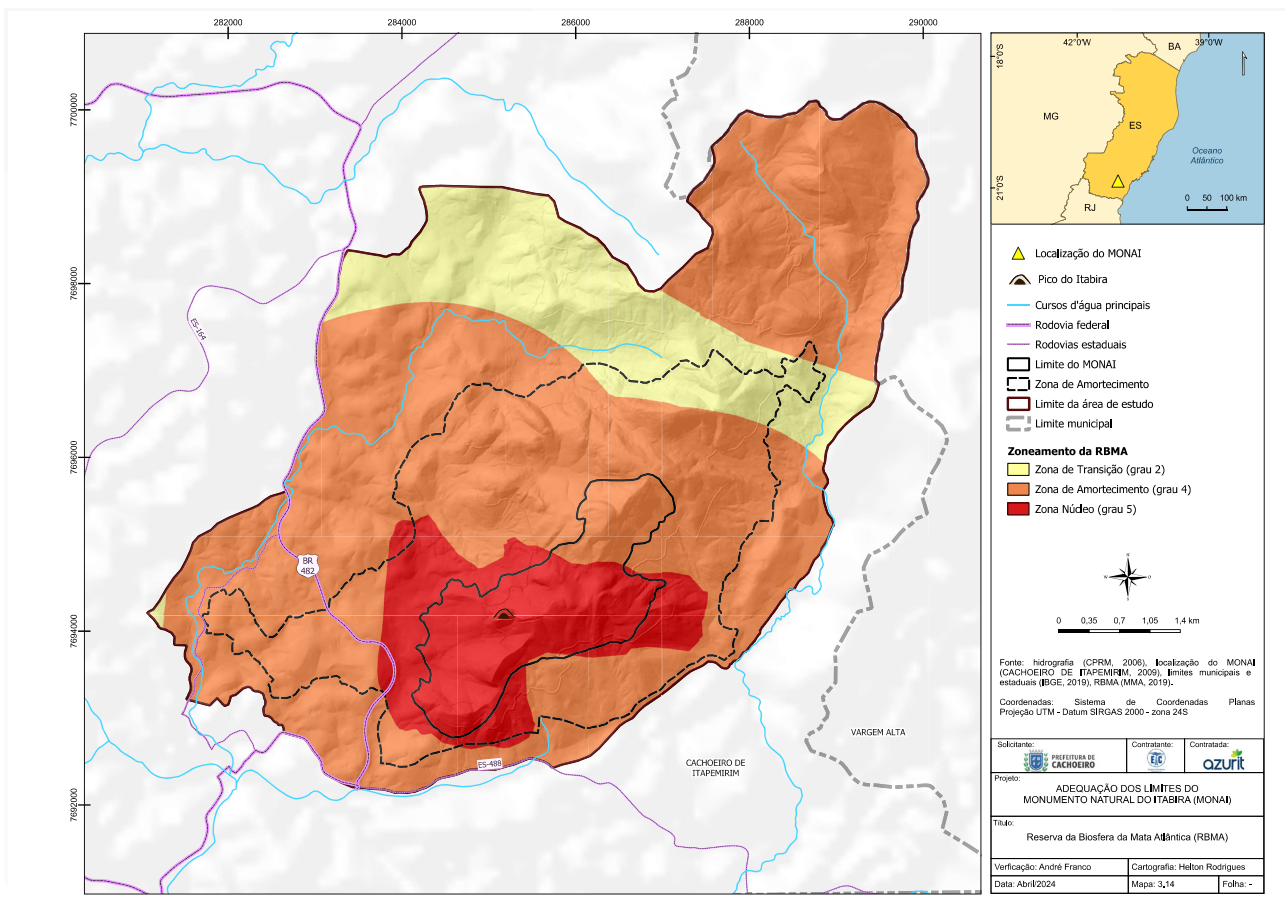 282000
284000
286000
288000
290000
7700000
7698000
7696000
7694000
7692000
ES-164
BR
482
ES-488
VARGEM ALTA
CACHOEIRO DE
ITAPEMIRIM
42°0'W
39°0'W
18°0'S
21°0'S
BA
MG
ES
RJ
Oceano
Atlântico
0 50 100 km
Localização do MONAI
Pico do Itabira
Cursos d'água principais
Rodovia federal
Rodovias estaduais
Limite do MONAI
Zona de Amortecimento
Limite da área de estudo
Limite municipal
Zoneamento da RBMA
Zona de Transição (grau 2)
Zona de Amortecimento (grau 4)
Zona Núcleo (grau 5)
N
W O
S
0 0,35 0,7 1,05 1,4 km
Fonte: hidrografia (CPRM, 2006), localização do MONAI
(CACHOEIRO DE ITAPEMIRIM, 2009), limites municipais e
estaduais (IBGE, 2019), RBMA (MMA, 2019).
Coordenadas: Sistema de Coordenadas Planas
Projeção UTM - Datum SIRGAS 2000 - zona 24S
Solicitante:
PREFEITURA DE
CACHOEIRO
Contratante:
EJC
Contratada:
azurit
Projeto:
ADEQUAÇÃO DOS LIMITES DO
MONUMENTO NATURAL DO ITABIRA (MONAI)
Título:
Reserva da Biosfera da Mata Atlântica (RBMA)
Verficação: André Franco
Cartografia: Helton Rodrigues
Data: Abril/2024
Mapa: 3.14
Folha: -